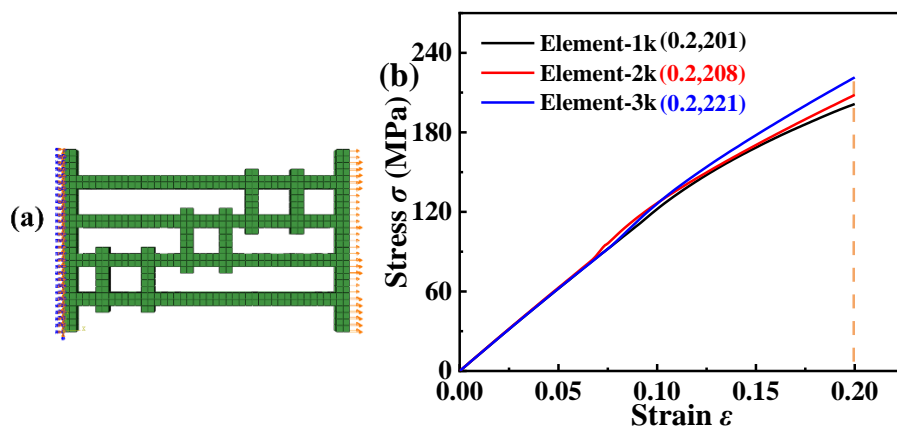 (a)
(b)
Element-1k (0.2,201)
Element-2k (0.2,208)
Element-3k (0.2,221)
Stress σ (MPa)
240
180
120
60
0
0.00 0.05 0.10 0.15 0.20
Strain ε